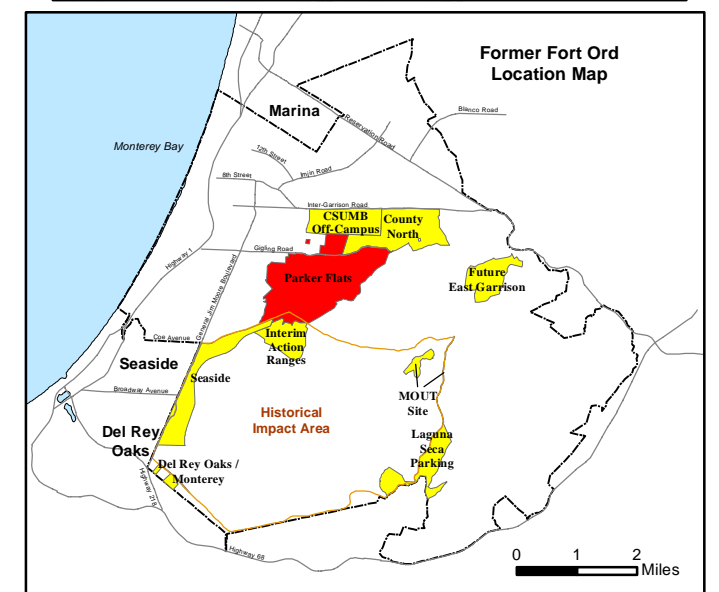 Former Fort Ord
Location Map
Marina
Blanco Road
Reservation Road
Monterey Bay
12th Street
Imjin Road
8th Street
Inter-Garrison Road
CSUMB
Off-Campus
County
North
Gigling Road
Highway 1
General Jim Moore Boulevard
Parker Flats
Future
East Garrison
Coe Avenue
Interim
Action
Ranges
Seaside
Seaside
Broadway Avenue
MOUT
Site
Historical
Impact Area
Del Rey
Oaks
Laguna
Seca
Parking
Del Rey Oaks /
Monterey
Highway 218
Highway 68
0 1 2
Miles